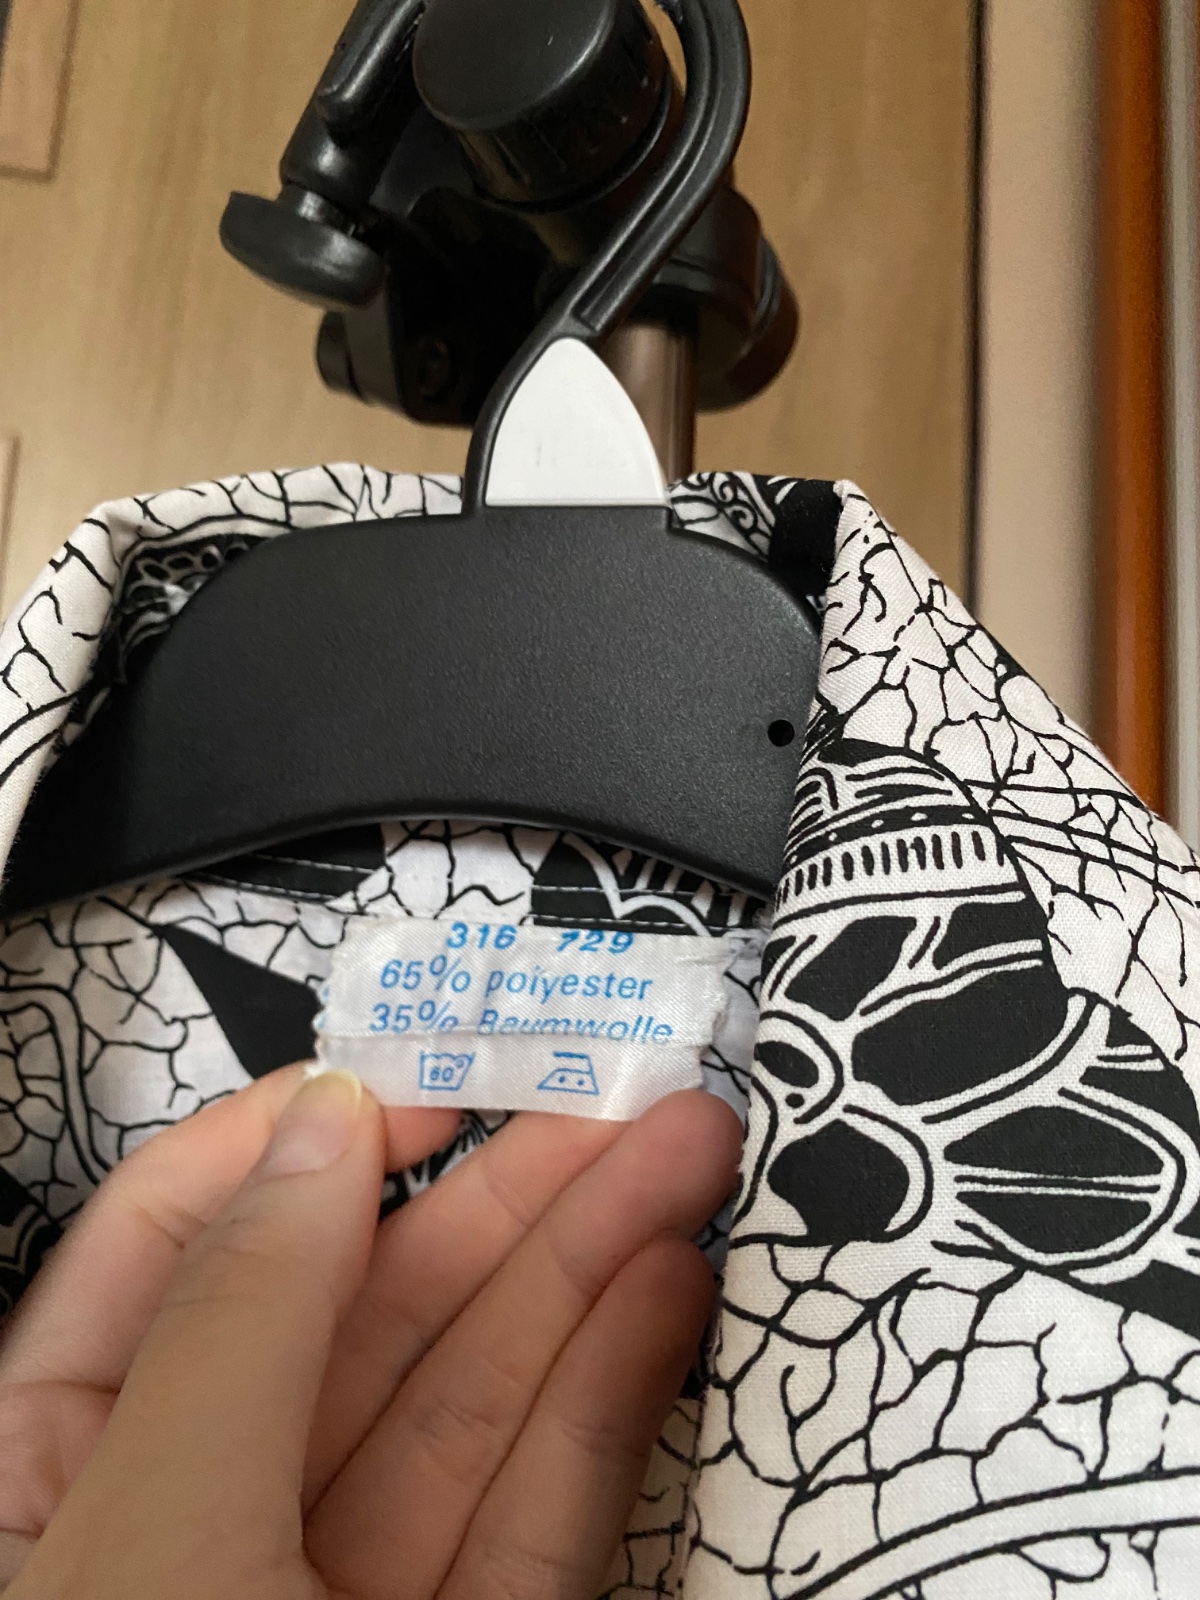 316 729
65% polyester
35% Baumwolle
60